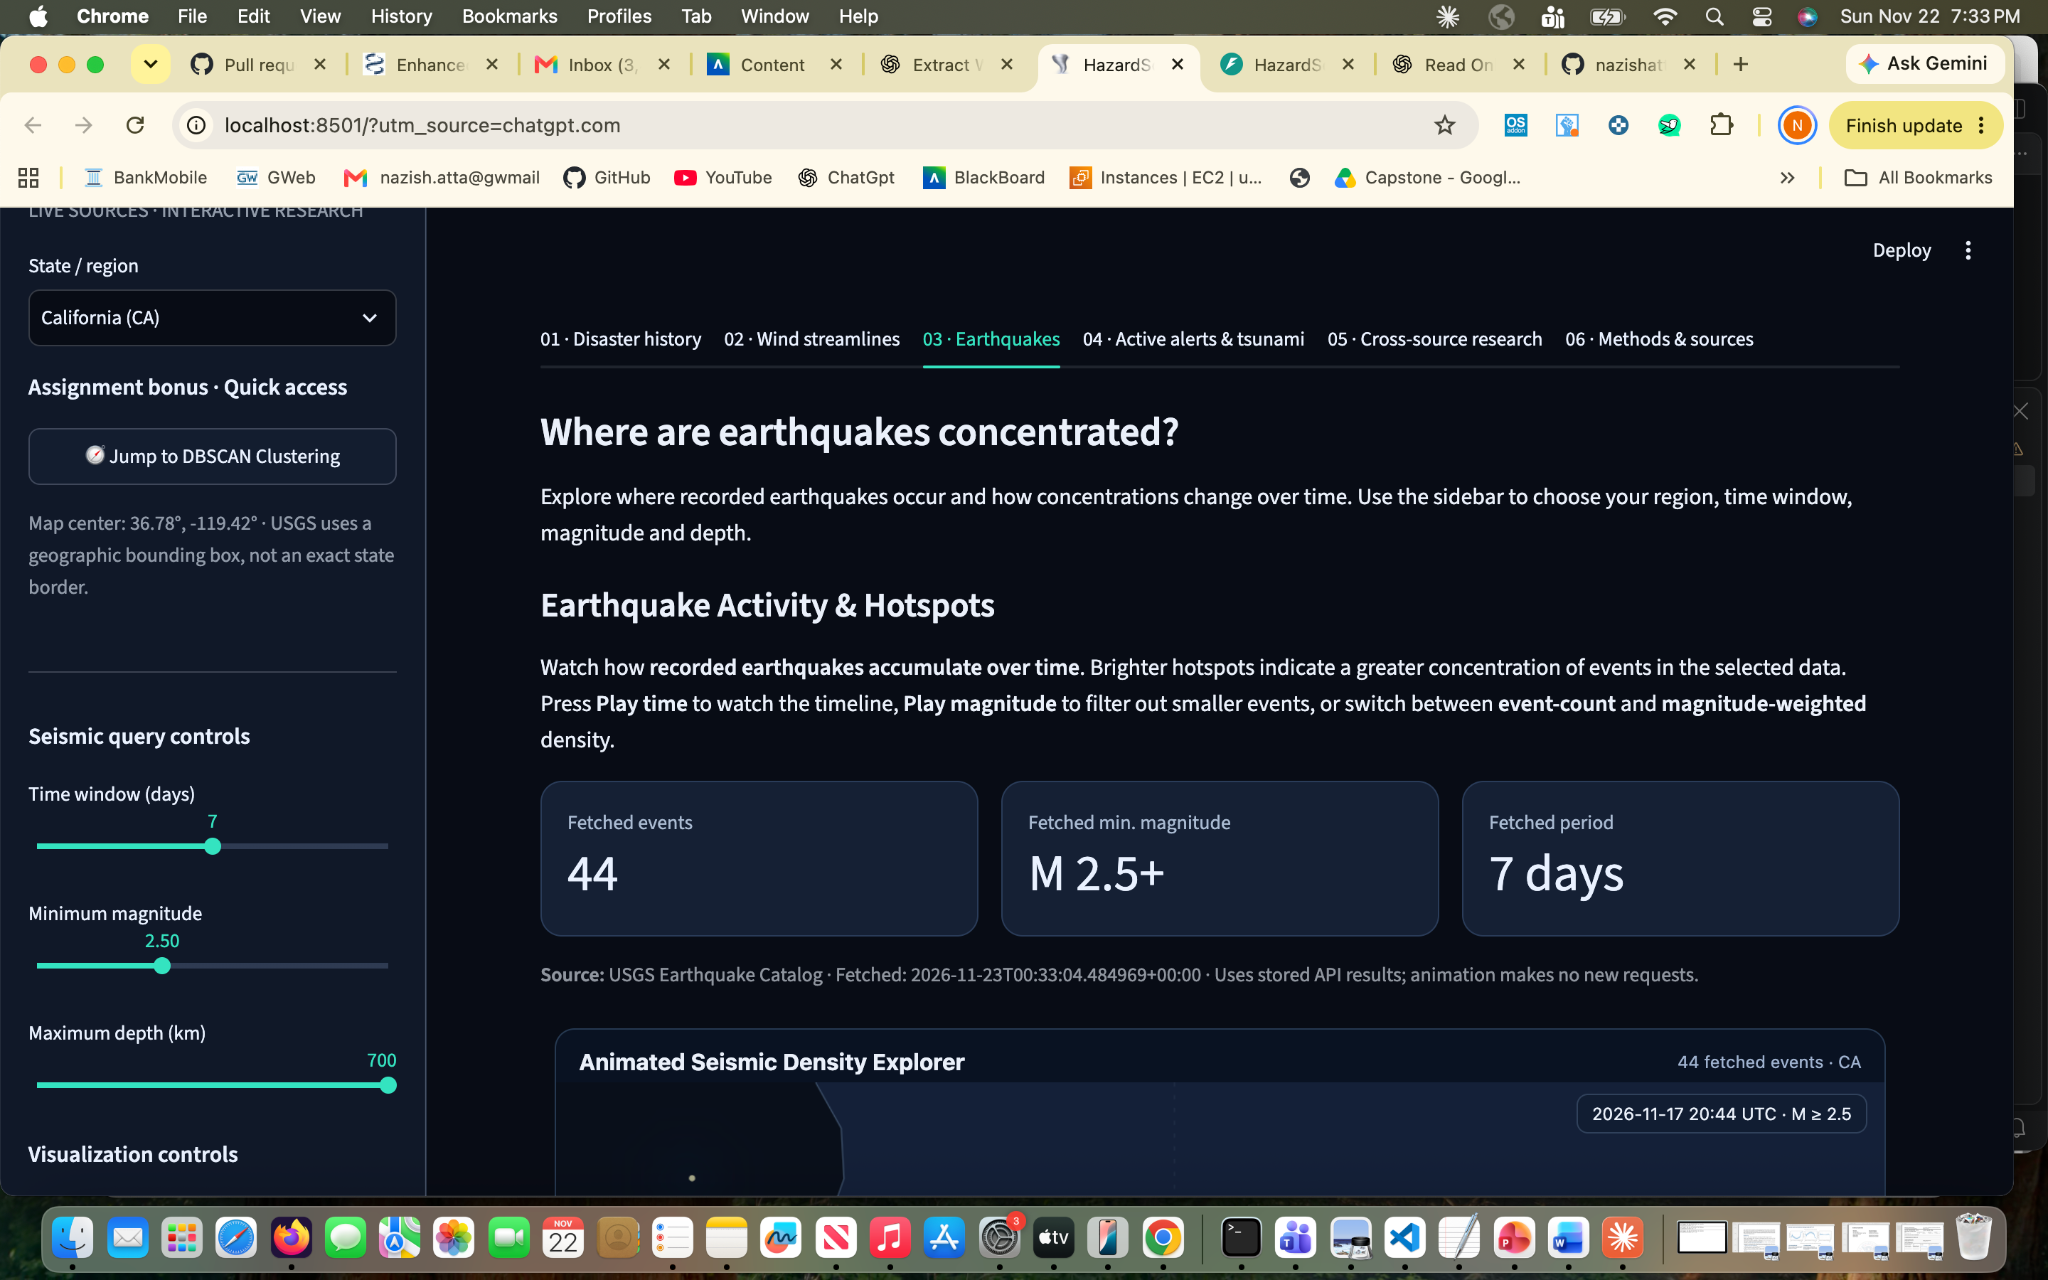 Chrome File Edit View History Bookmarks Profiles Tab Window Help Sun Nov 22 7:33 PM
Pull requ Enhance Inbox (3, Content Extract HazardS HazardS Read On nazishat Ask Gemini
localhost:8501/?utm_source=chatgpt.com OS addon N Finish update
BankMobile GW GWeb nazish.atta@gwmail GitHub YouTube ChatGpt BlackBoard Instances | EC2 | u... Capstone - Googl... All Bookmarks
LIVE SOURCES · INTERACTIVE RESEARCH
State / region
California (CA)
Assignment bonus · Quick access
Jump to DBSCAN Clustering
Map center: 36.78°, -119.42° · USGS uses a
geographic bounding box, not an exact state
border.
Seismic query controls
Time window (days)
7
Minimum magnitude
2.50
Maximum depth (km)
700
Visualization controls
Deploy
01 · Disaster history 02 · Wind streamlines 03 · Earthquakes 04 · Active alerts & tsunami 05 · Cross-source research 06 · Methods & sources
Where are earthquakes concentrated?
Explore where recorded earthquakes occur and how concentrations change over time. Use the sidebar to choose your region, time window,
magnitude and depth.
Earthquake Activity & Hotspots
Watch how recorded earthquakes accumulate over time. Brighter hotspots indicate a greater concentration of events in the selected data.
Press Play time to watch the timeline, Play magnitude to filter out smaller events, or switch between event-count and magnitude-weighted
density.
Fetched events
44
Fetched min. magnitude
M 2.5+
Fetched period
7 days
Source: USGS Earthquake Catalog · Fetched: 2026-11-23T00:33:04.484969+00:00 · Uses stored API results; animation makes no new requests.
Animated Seismic Density Explorer
44 fetched events · CA
2026-11-17 20:44 UTC · M ≥ 2.5
NOV
22
3
tv